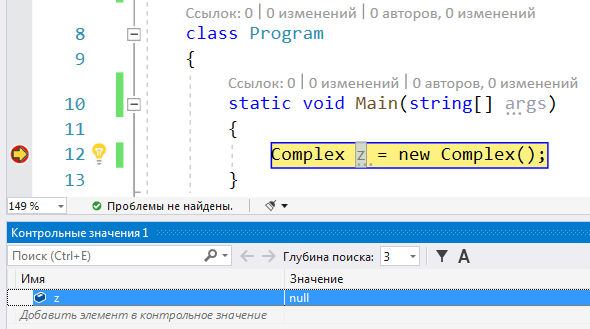 Ссылок: 0 | 0 изменений | 0 авторов, 0 изменений
8 class Program
9 {
Ссылок: 0 | 0 изменений | 0 авторов, 0 изменений
10 static void Main(string[] args)
11 {
12 Complex z = new Complex();
13 }
149 % Проблемы не найдены.
Контрольные значения 1
Поиск (Ctrl+E) Глубина поиска: 3 A
Имя Значение
z null
Добавить элемент в контрольное значение